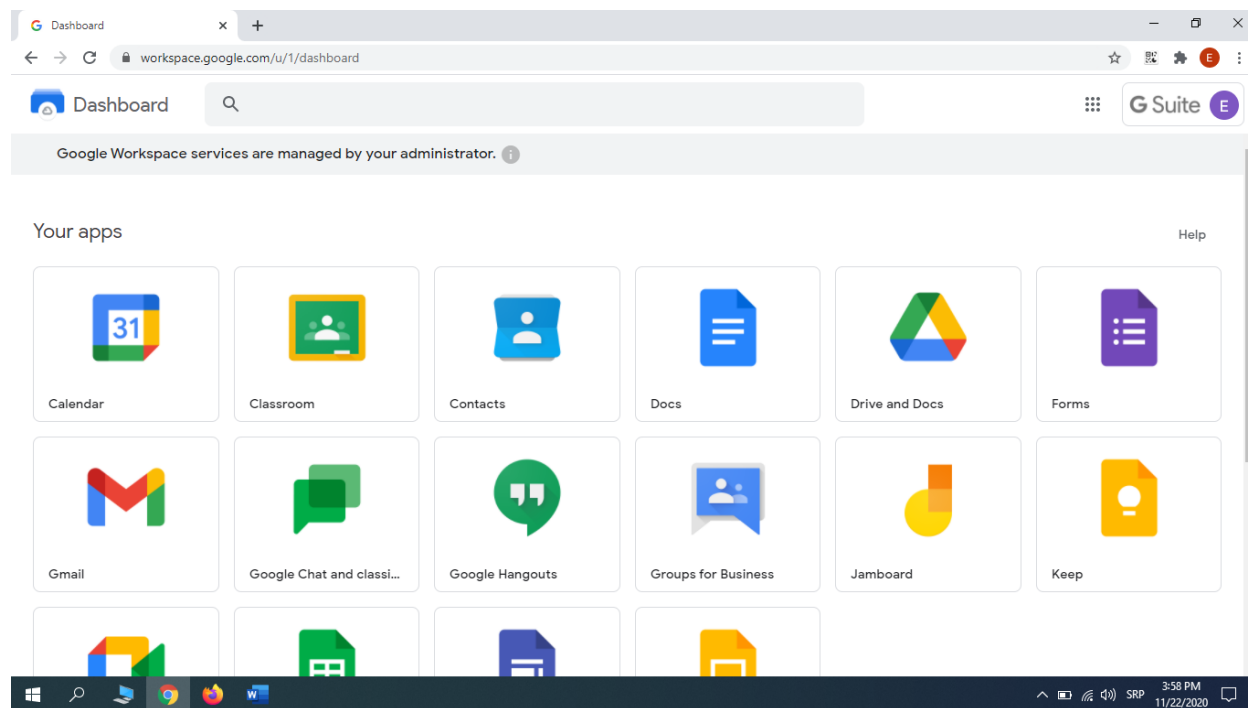 Dashboard
workspace.google.com/u/1/dashboard
E
Dashboard
G Suite E
Google Workspace services are managed by your administrator.
Your apps
Help
31
Calendar Classroom Contacts Docs Drive and Docs Forms
Gmail Google Chat and classi... Google Hangouts Groups for Business Jamboard Keep
W
SRP
3:58 PM
11/22/2020